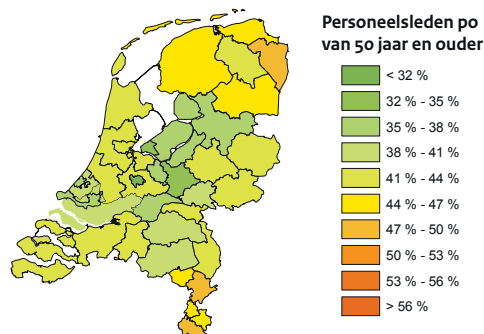 Personeelsleden po
van 50 jaar en ouder
< 32 %
32 % - 35 %
35 % - 38 %
38 % - 41 %
41 % - 44 %
44 % - 47 %
47 % - 50 %
50 % - 53 %
53 % - 56 %
> 56 %